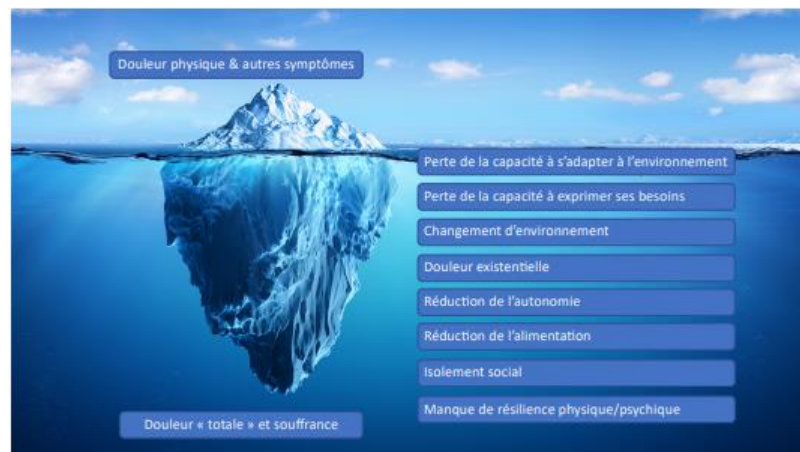 Douleur physique & autres symptômes
Perte de la capacité à s’adapter à l’environnement
Perte de la capacité à exprimer ses besoins
Changement d’environnement
Douleur existentielle
Réduction de l’autonomie
Réduction de l’alimentation
Isolement social
Manque de résilience physique/psychique
Douleur « totale » et souffrance